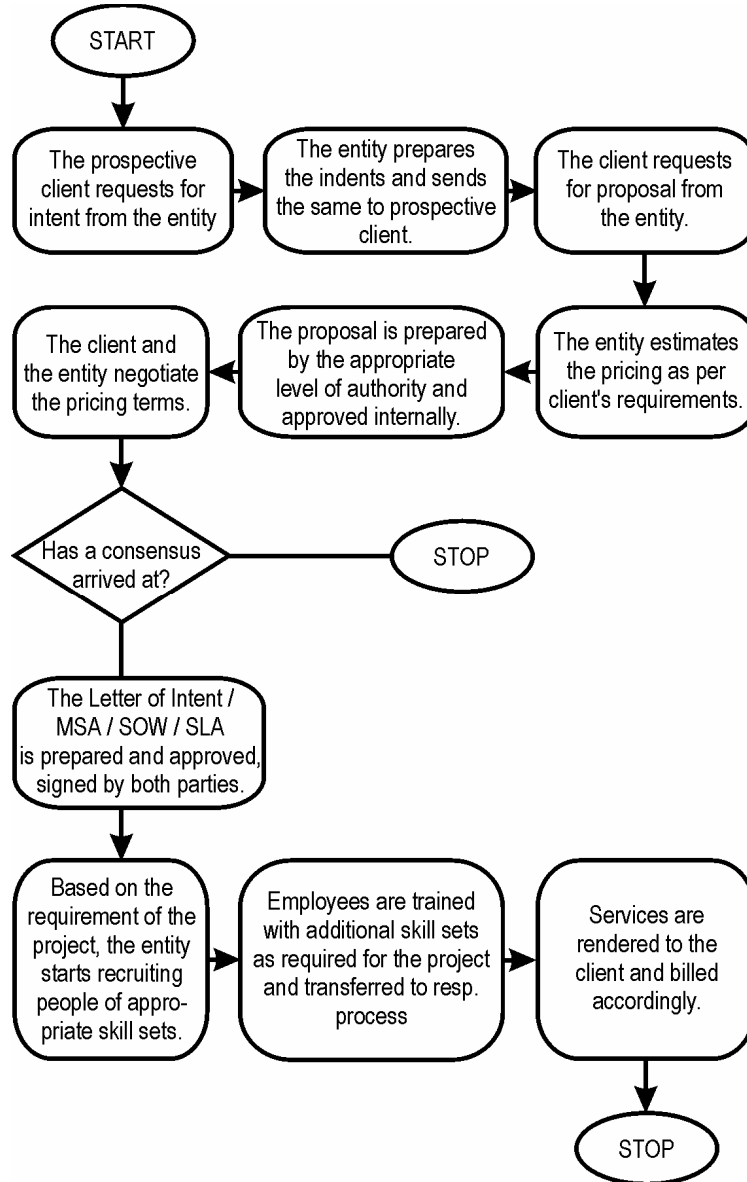 START
The prospective
client requests for
intent from the entity
The entity prepares
the indents and sends
the same to prospective
client.
The client requests
for proposal from
the entity.
The entity estimates
the pricing as per
client's requirements.
The proposal is prepared
by the appropriate
level of authority and
approved internally.
The client and
the entity negotiate
the pricing terms.
Has a consensus
arrived at?
STOP
The Letter of Intent /
MSA / SOW / SLA
is prepared and approved,
signed by both parties.
Based on the
requirement of the
project, the entity
starts recruiting
people of appro-
priate skill sets.
Employees are trained
with additional skill sets
as required for the project
and transferred to resp.
process
Services are
rendered to the
client and billed
accordingly.
STOP